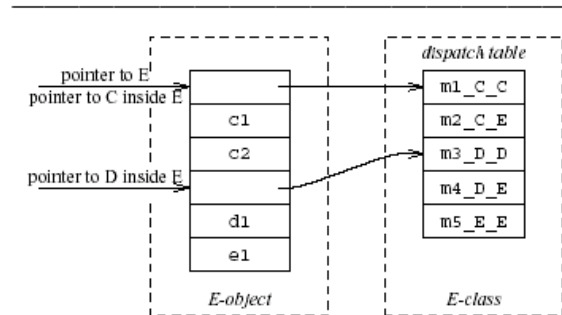 dispatch table
pointer to E
pointer to C inside E
m1_C_C
c1
m2_C_E
c2
m3_D_D
pointer to D inside E
m4_D_E
d1
m5_E_E
e1
E-object
E-class